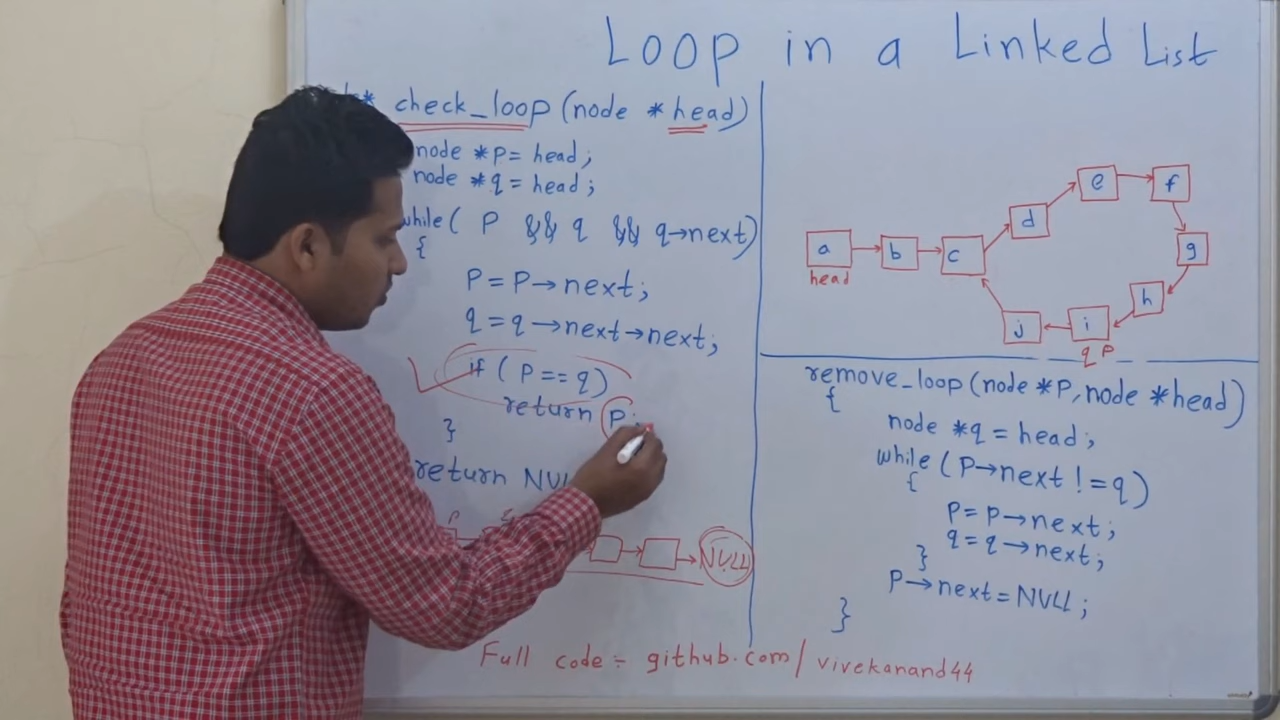 Loop in a Linked List
* check_loop (node * head)
node *p = head;
node *q = head;
while ( P && q && q→next)
{
P = P→next;
q = q→next→next;
if ( P == q)
return P;
}
return
P
NULL
a
head
b
c
d
e
f
g
h
i
q P
j
remove_loop (node *P, node *head)
{
node *q = head;
while (P→next != q)
{
P = P→next;
q = q→next;
}
P→next = NULL;
}
Full code :- github.com/vivekanand44